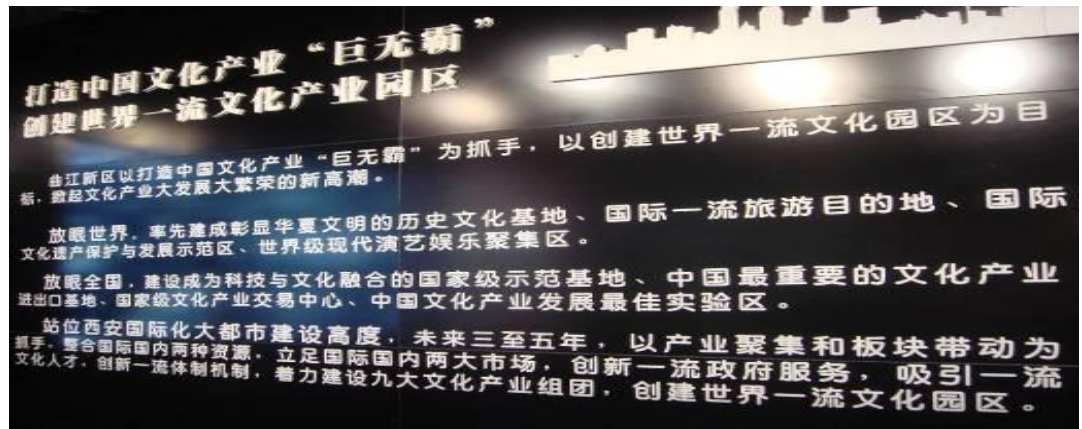 打造中国文化产业“巨无霸”
创建世界一流文化产业园区
曲江新区以打造中国文化产业“巨无霸”为抓手，以创建世界一流文化园区为目
标，掀起文化产业大发展大繁荣的新高潮。
放眼世界，率先建成彰显华夏文明的历史文化基地、国际一流旅游目的地、国际
文化遗产保护与发展示范区、世界级现代演艺娱乐聚集区。
放眼全国，建设成为科技与文化融合的国家级示范基地、中国最重要的文化产业
进出口基地、国家级文化产业交易中心、中国文化产业发展最佳实验区。
站位西安国际化大都市建设高度，未来三至五年，以产业聚集和板块带动为
抓手，整合国际国内两种资源，立足国际国内两大市场，创新一流政府服务，吸引一流
文化人才，创新一流体制机制，着力建设九大文化产业组团，创建世界一流文化园区。